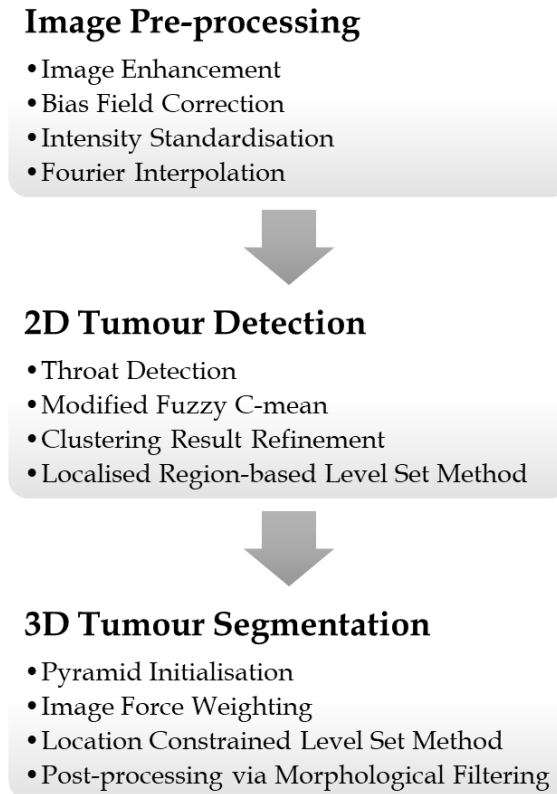 Image Pre-processing
•Image Enhancement
•Bias Field Correction
•Intensity Standardisation
•Fourier Interpolation
2D Tumour Detection
•Throat Detection
•Modified Fuzzy C-mean
•Clustering Result Refinement
•Localised Region-based Level Set Method
3D Tumour Segmentation
•Pyramid Initialisation
•Image Force Weighting
•Location Constrained Level Set Method
•Post-processing via Morphological Filtering